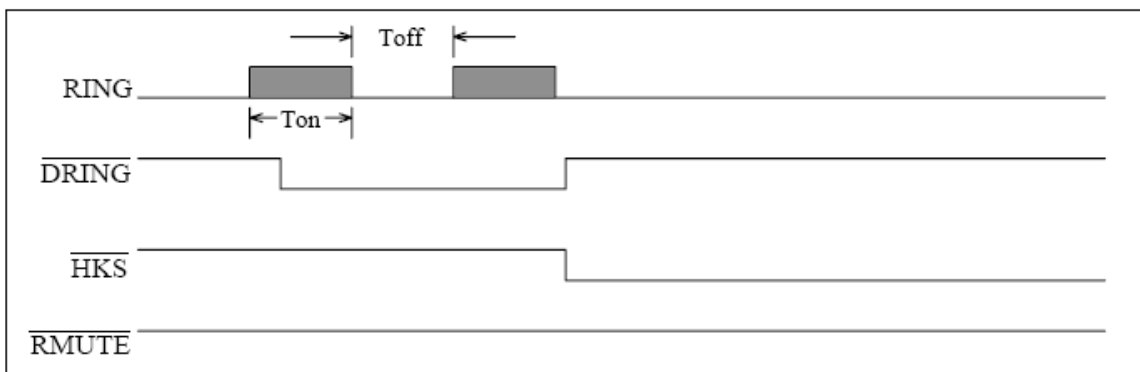 Toff
RING
Ton
DRING
HKS
RMUTE